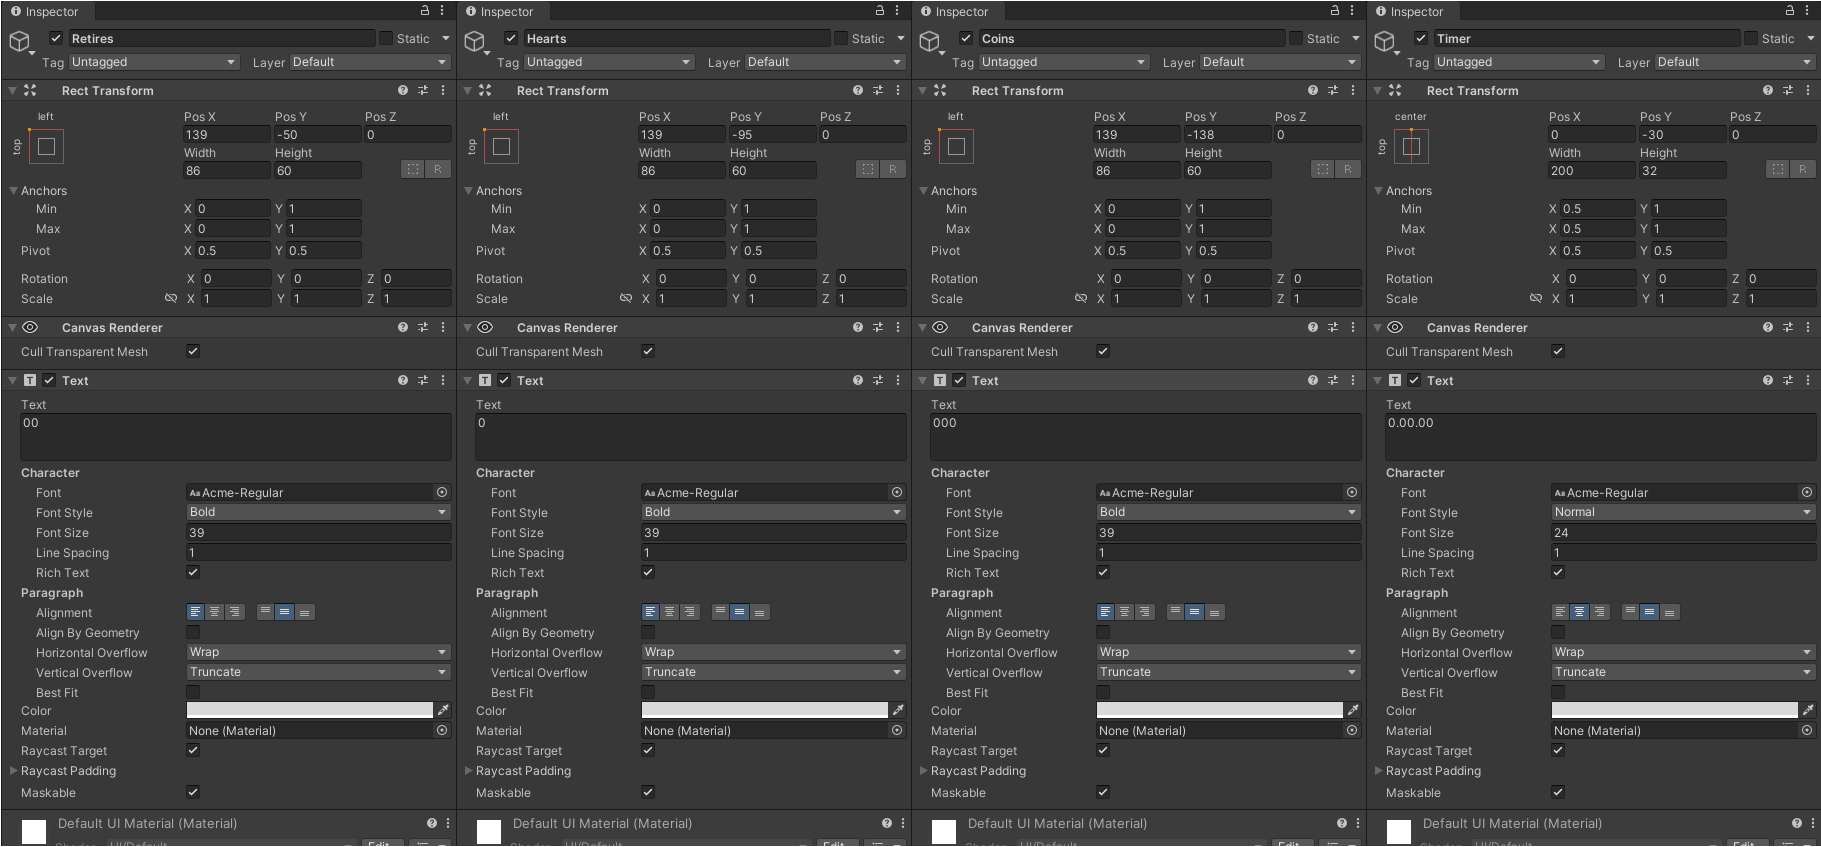 Inspector
Retires Static
Tag Untagged Layer Default
Rect Transform
left Pos X Pos Y Pos Z
139 -50 0
top Width Height
86 60 R
Anchors
Min X 0 Y 1
Max X 0 Y 1
Pivot X 0.5 Y 0.5
Rotation X 0 Y 0 Z 0
Scale X 1 Y 1 Z 1
Canvas Renderer
Cull Transparent Mesh
T Text
Text
00
Character
Font Aa Acme-Regular
Font Style Bold
Font Size 39
Line Spacing 1
Rich Text
Paragraph
Alignment
Align By Geometry
Horizontal Overflow Wrap
Vertical Overflow Truncate
Best Fit
Color
Material None (Material)
Raycast Target
Raycast Padding
Maskable
Default UI Material (Material)
Inspector
Hearts Static
Tag Untagged Layer Default
Rect Transform
left Pos X Pos Y Pos Z
139 -95 0
top Width Height
86 60 R
Anchors
Min X 0 Y 1
Max X 0 Y 1
Pivot X 0.5 Y 0.5
Rotation X 0 Y 0 Z 0
Scale X 1 Y 1 Z 1
Canvas Renderer
Cull Transparent Mesh
T Text
Text
0
Character
Font Aa Acme-Regular
Font Style Bold
Font Size 39
Line Spacing 1
Rich Text
Paragraph
Alignment
Align By Geometry
Horizontal Overflow Wrap
Vertical Overflow Truncate
Best Fit
Color
Material None (Material)
Raycast Target
Raycast Padding
Maskable
Default UI Material (Material)
Inspector
Coins Static
Tag Untagged Layer Default
Rect Transform
left Pos X Pos Y Pos Z
139 -138 0
top Width Height
86 60 R
Anchors
Min X 0 Y 1
Max X 0 Y 1
Pivot X 0.5 Y 0.5
Rotation X 0 Y 0 Z 0
Scale X 1 Y 1 Z 1
Canvas Renderer
Cull Transparent Mesh
T Text
Text
000
Character
Font Aa Acme-Regular
Font Style Bold
Font Size 39
Line Spacing 1
Rich Text
Paragraph
Alignment
Align By Geometry
Horizontal Overflow Wrap
Vertical Overflow Truncate
Best Fit
Color
Material None (Material)
Raycast Target
Raycast Padding
Maskable
Default UI Material (Material)
Inspector
Timer Static
Tag Untagged Layer Default
Rect Transform
center Pos X Pos Y Pos Z
0 -30 0
top Width Height
200 32 R
Anchors
Min X 0.5 Y 1
Max X 0.5 Y 1
Pivot X 0.5 Y 0.5
Rotation X 0 Y 0 Z 0
Scale X 1 Y 1 Z 1
Canvas Renderer
Cull Transparent Mesh
T Text
Text
0.00.00
Character
Font Aa Acme-Regular
Font Style Normal
Font Size 24
Line Spacing 1
Rich Text
Paragraph
Alignment
Align By Geometry
Horizontal Overflow Wrap
Vertical Overflow Truncate
Best Fit
Color
Material None (Material)
Raycast Target
Raycast Padding
Maskable
Default UI Material (Material)